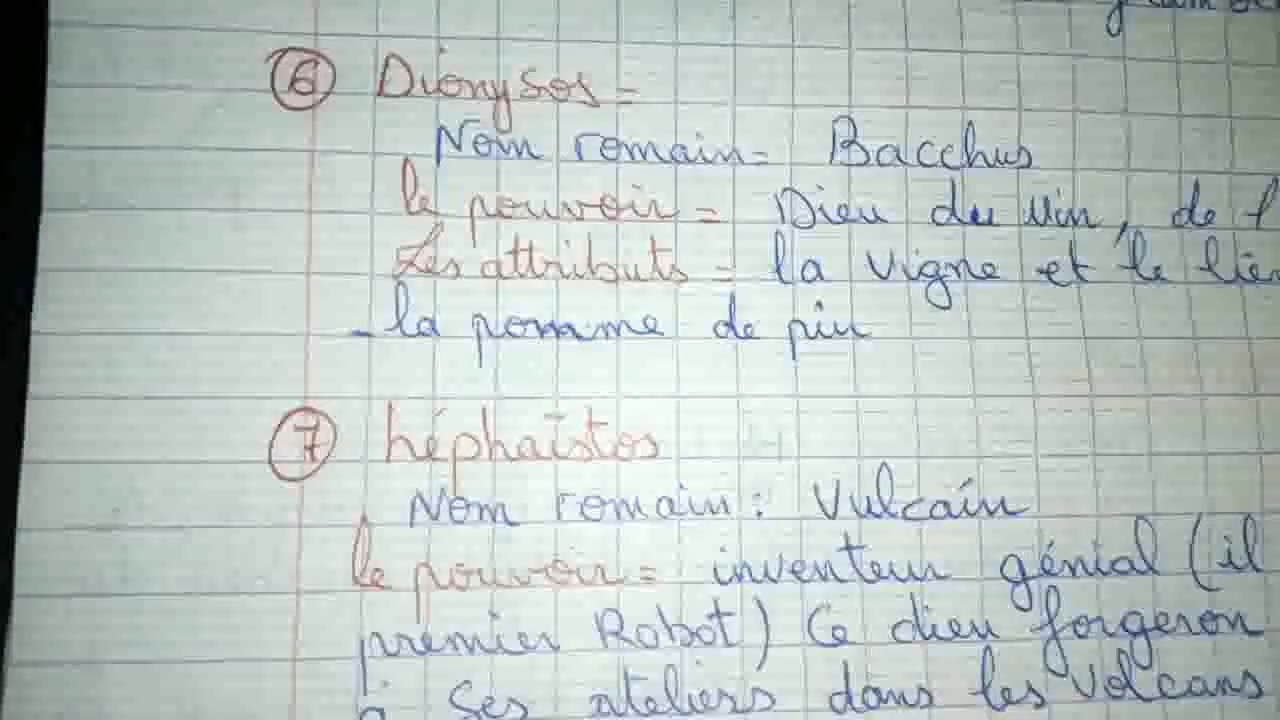 ⑥ Dionysos =
Nom romain = Bacchus
le pouvoir = Dieu du Vin, de l
Les attributs = la vigne et le lie
- la pomme de pin
⑦ héphaïstos
Nom romain : Vulcain
le pouvoir = inventeur génial (il
premier Robot) Ce dieu forgeron
à ses ateliers dans les Volcans